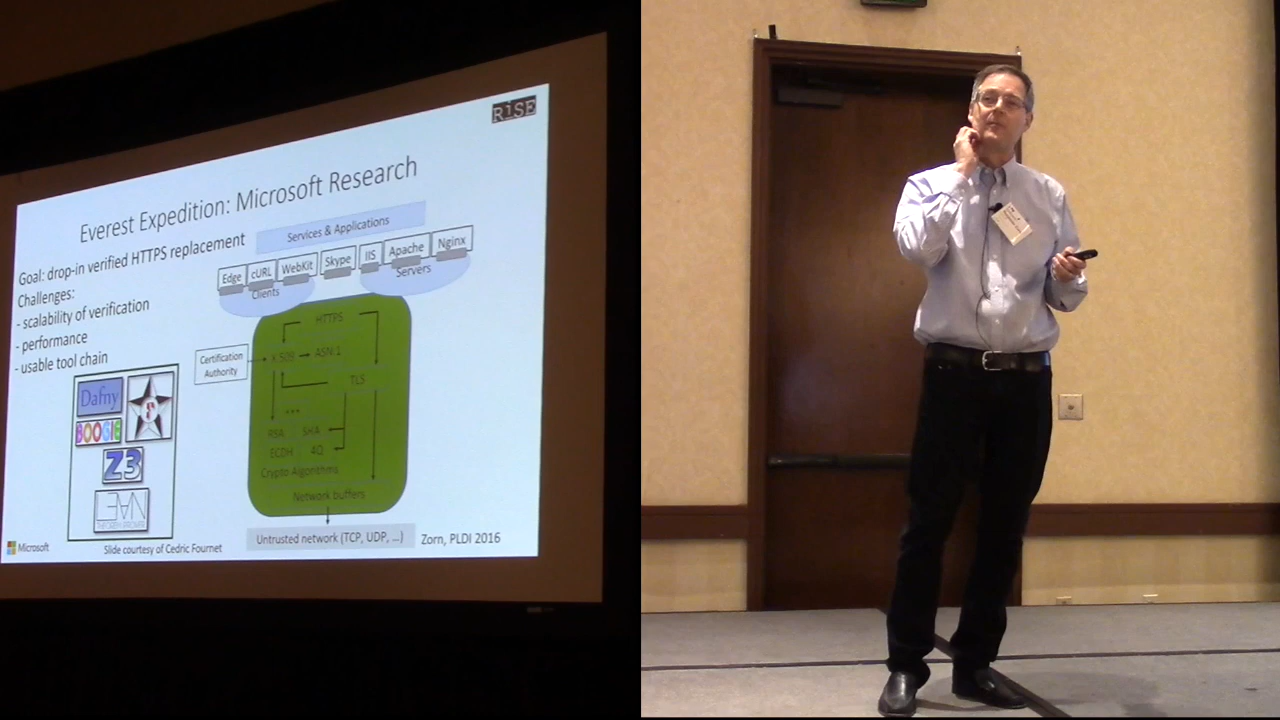 RiSE
Everest Expedition: Microsoft Research
Goal: drop-in verified HTTPS replacement
Challenges:
- scalability of verification
- performance
- usable tool chain
Services & Applications
Edge cURL WebKit Skype IIS Apache Nginx
Clients Servers
HTTPS
Certification
Authority
X.509 ASN.1
TLS
...
RSA SHA
ECDH 4Q
Crypto Algorithms
Network buffers
Untrusted network (TCP, UDP, ...)
Dafny
F
BOOGIE
Z3
LEAN
THEOREM PROVER
Microsoft
Slide courtesy of Cedric Fournet
Zorn, PLDI 2016